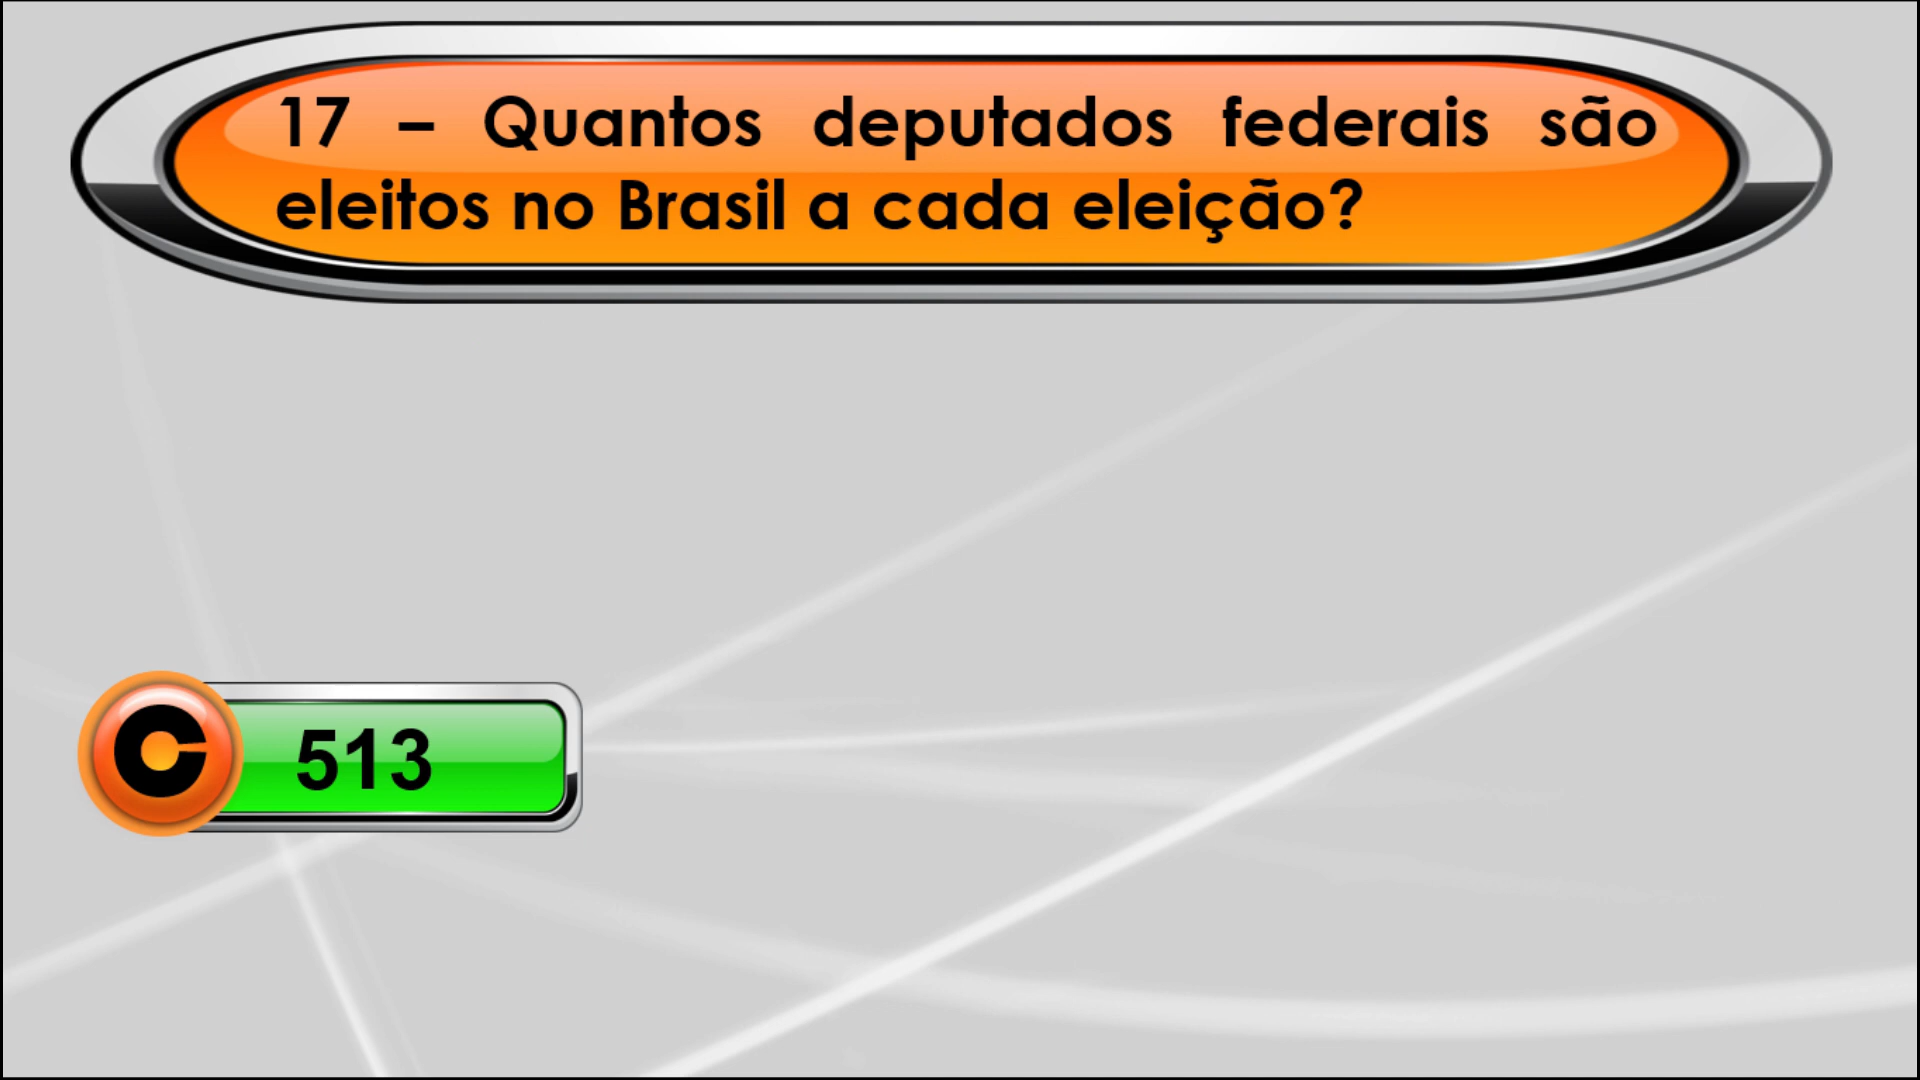 17 – Quantos deputados federais são
eleitos no Brasil a cada eleição?
C 513